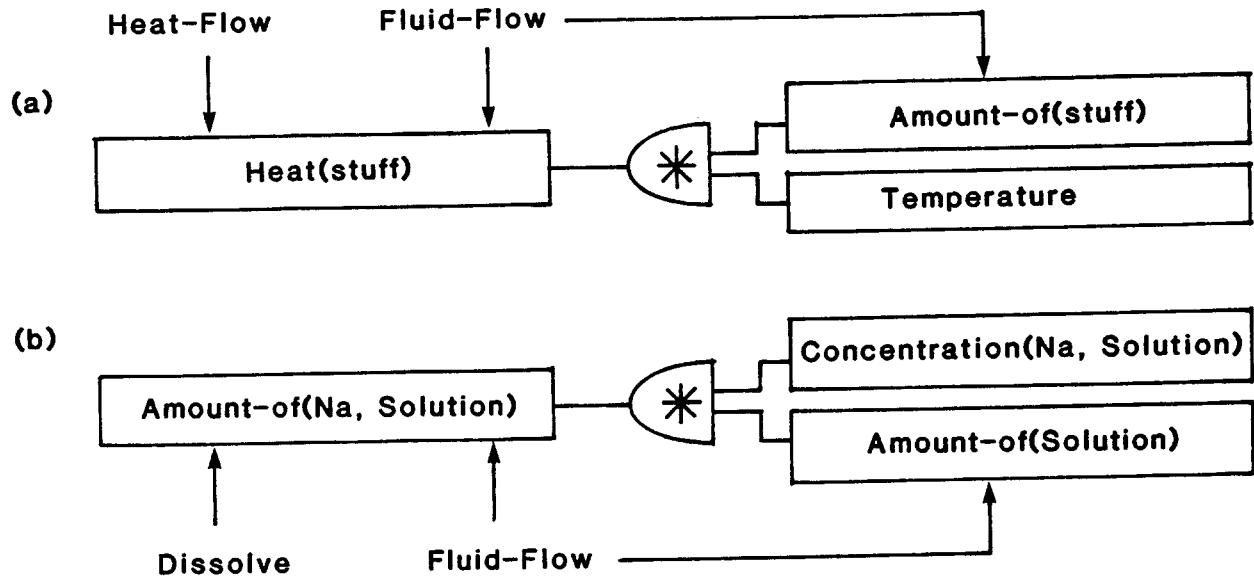 Heat-Flow Fluid-Flow
(a)
Amount-of(stuff)
Heat(stuff)
*
Temperature
(b)
Concentration(Na, Solution)
Amount-of(Na, Solution)
*
Amount-of(Solution)
Dissolve Fluid-Flow